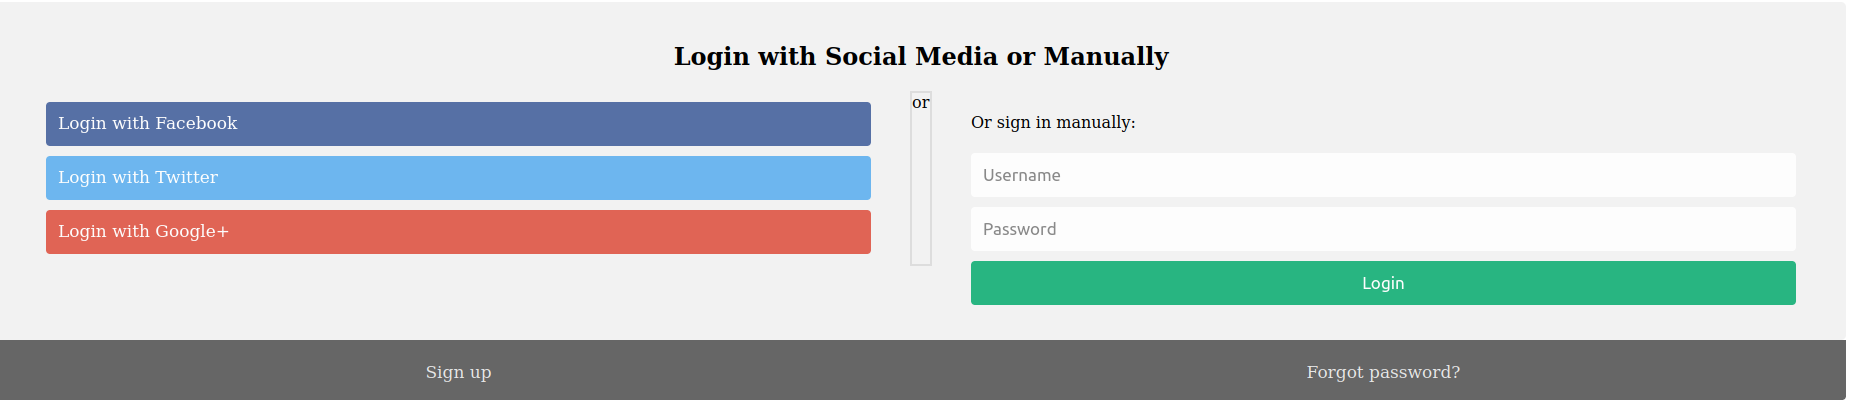 Login with Social Media or Manually
Login with Facebook
Login with Twitter
Login with Google+
or
Or sign in manually:
Username
Password
Login
Sign up
Forgot password?